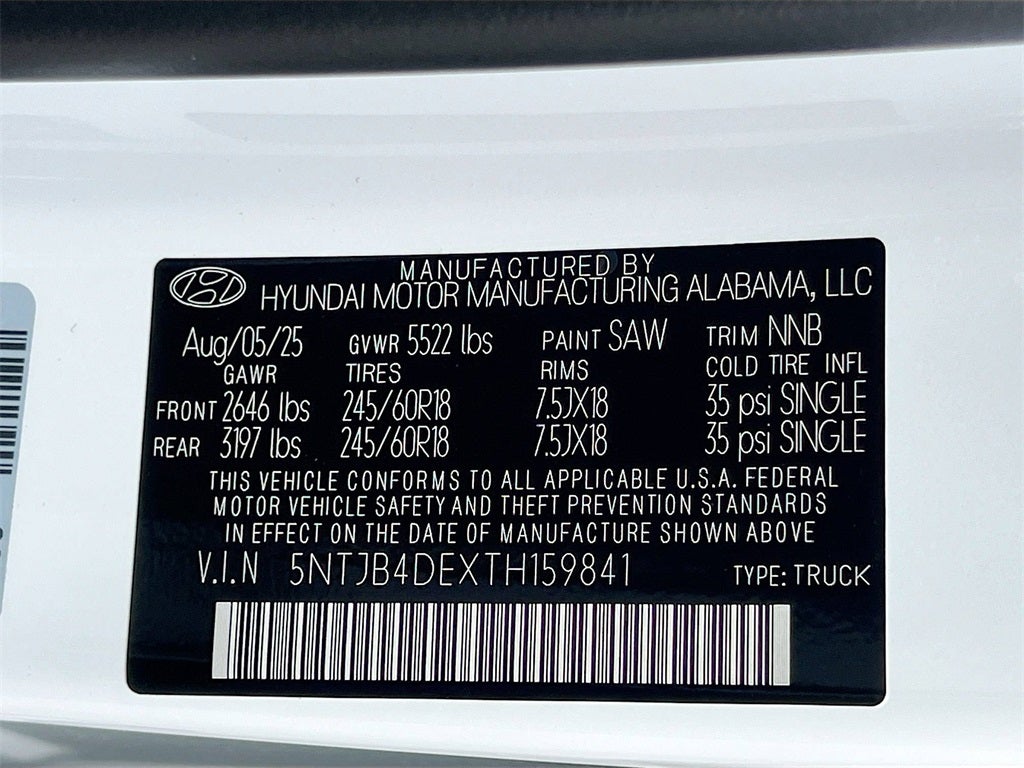 MANUFACTURED BY
HYUNDAI MOTOR MANUFACTURING ALABAMA, LLC
Aug/05/25 GVWR 5522 lbs PAINT SAW TRIM NNB
GAWR TIRES RIMS COLD TIRE INFL
FRONT 2646 lbs 245/60R18 7.5JX18 35 psi SINGLE
REAR 3197 lbs 245/60R18 7.5JX18 35 psi SINGLE
THIS VEHICLE CONFORMS TO ALL APPLICABLE U.S.A. FEDERAL
MOTOR VEHICLE SAFETY AND THEFT PREVENTION STANDARDS
IN EFFECT ON THE DATE OF MANUFACTURE SHOWN ABOVE
V.I.N 5NTJB4DEXTH159841 TYPE: TRUCK